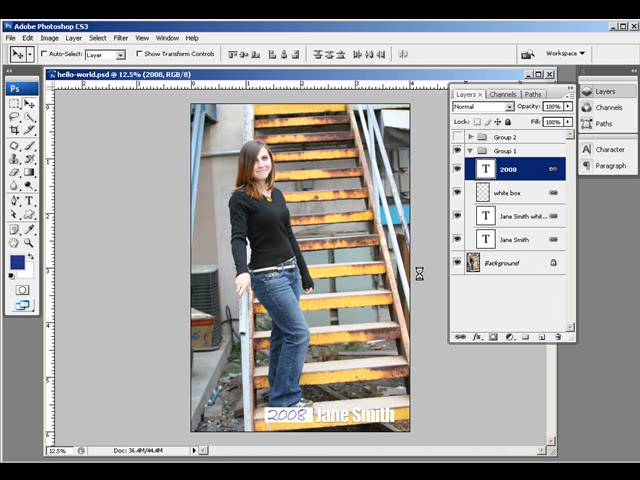 Adobe Photoshop CS3
File Edit Image Layer Select Filter View Window Help
Auto-Select: Layer Show Transform Controls Workspace
hello-world.psd @ 12.5% (2008, RGB/8)
Ps
Layers × Channels Paths
Normal Opacity: 100%
Lock: Fill: 100%
Group 2
Group 1
T 2008
white box
T Jane Smith whit...
T Jane Smith
Background
Layers
Channels
Paths
Character
Paragraph
2008 Jane Smith
12.5% Doc: 36.4M/44.4M